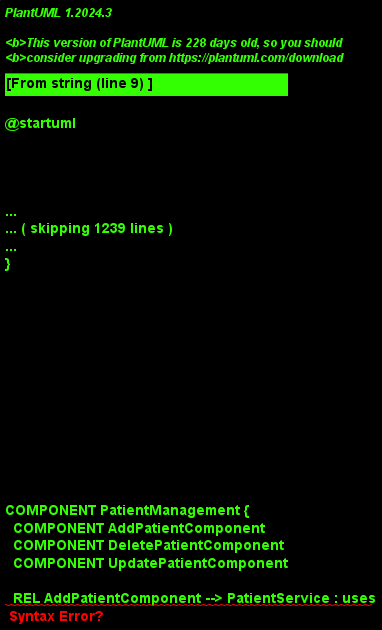 PlantUML 1.2024.3
<b>This version of PlantUML is 228 days old, so you should
<b>consider upgrading from https://plantuml.com/download
[From string (line 9) ]
@startuml
...
... ( skipping 1239 lines )
...
}
COMPONENT PatientManagement {
COMPONENT AddPatientComponent
COMPONENT DeletePatientComponent
COMPONENT UpdatePatientComponent
REL AddPatientComponent --> PatientService : uses
Syntax Error?